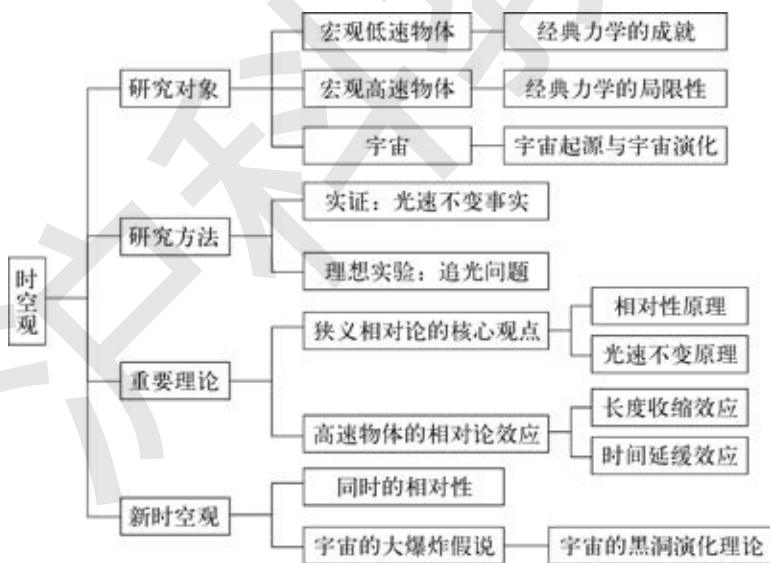 时空观
研究对象
宏观低速物体
经典力学的成就
宏观高速物体
经典力学的局限性
宇宙
宇宙起源与宇宙演化
研究方法
实证：光速不变事实
理想实验：追光问题
重要理论
狭义相对论的核心观点
相对性原理
光速不变原理
高速物体的相对论效应
长度收缩效应
时间延缓效应
新时空观
同时的相对性
宇宙的大爆炸假说
宇宙的黑洞演化理论
沪科